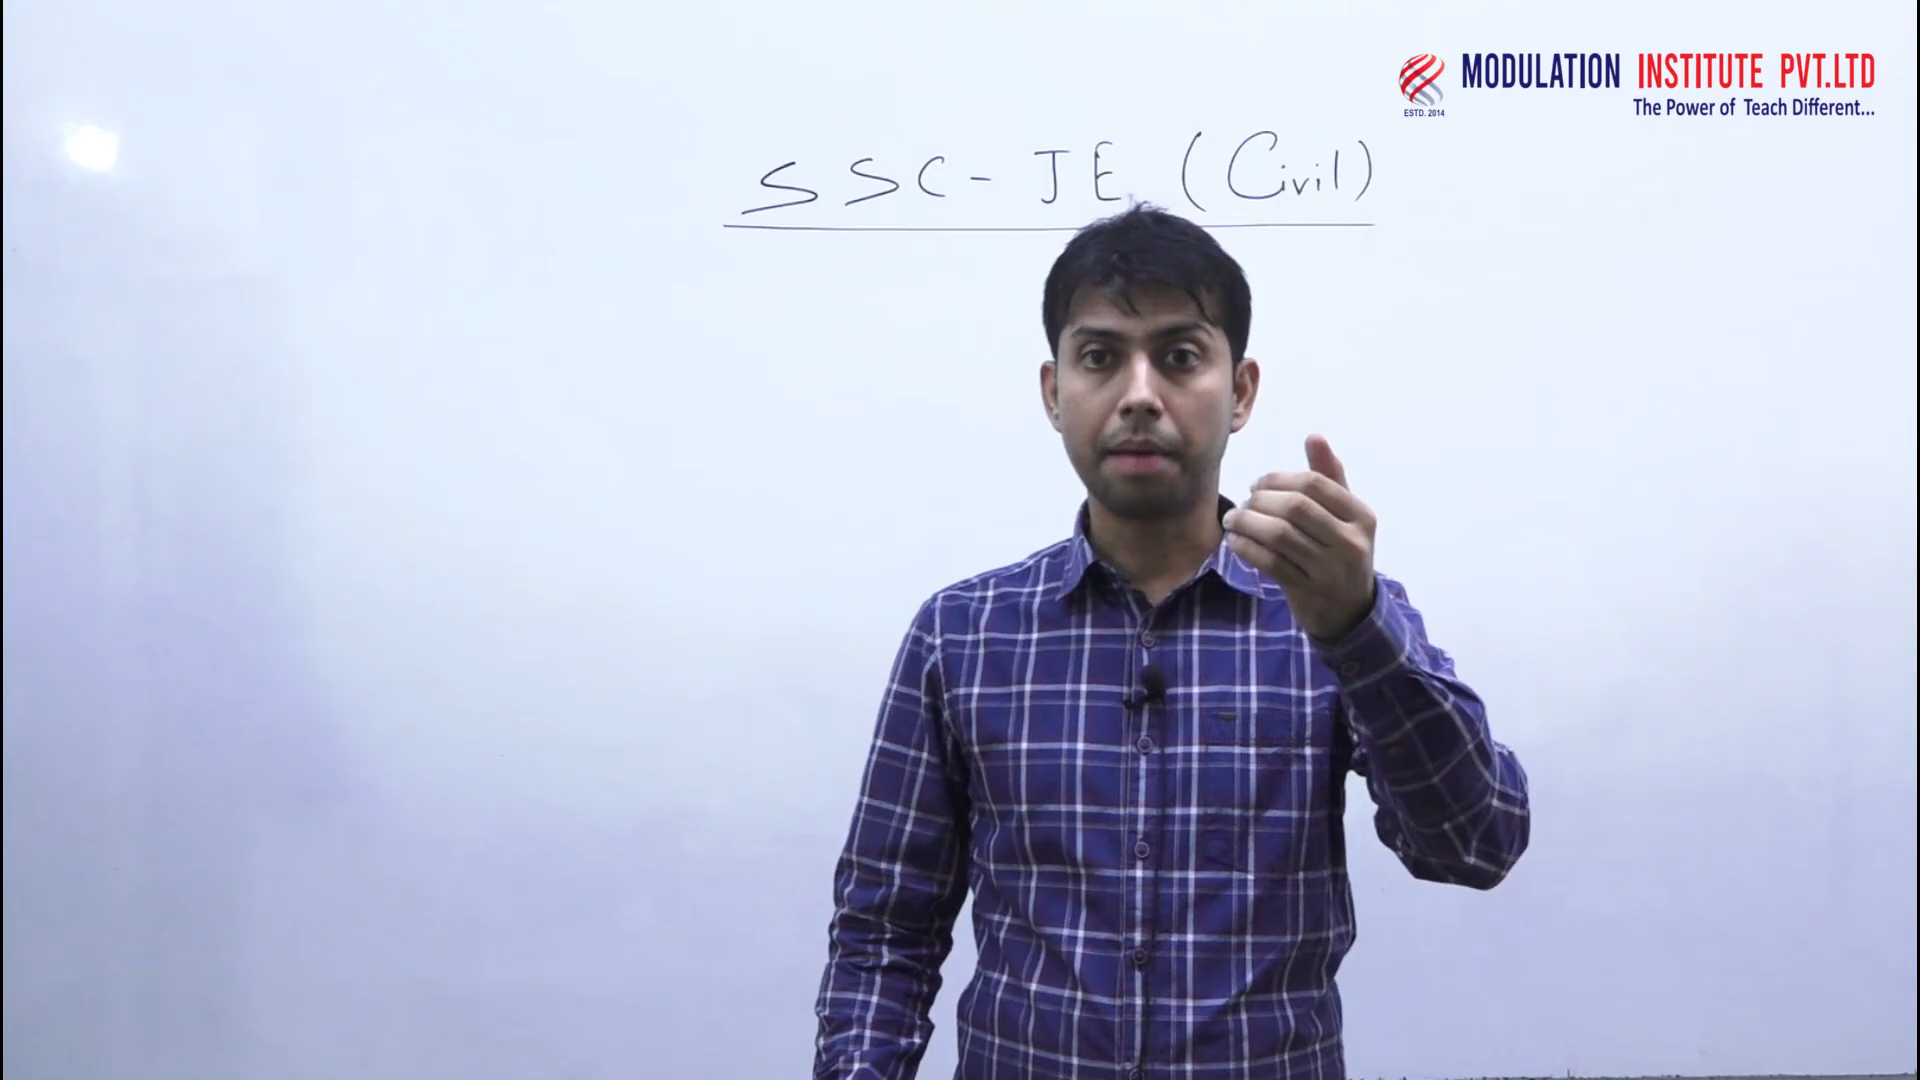 MODULATION INSTITUTE PVT.LTD
The Power of Teach Different...
ESTD. 2014
SSC-JE (Civil)